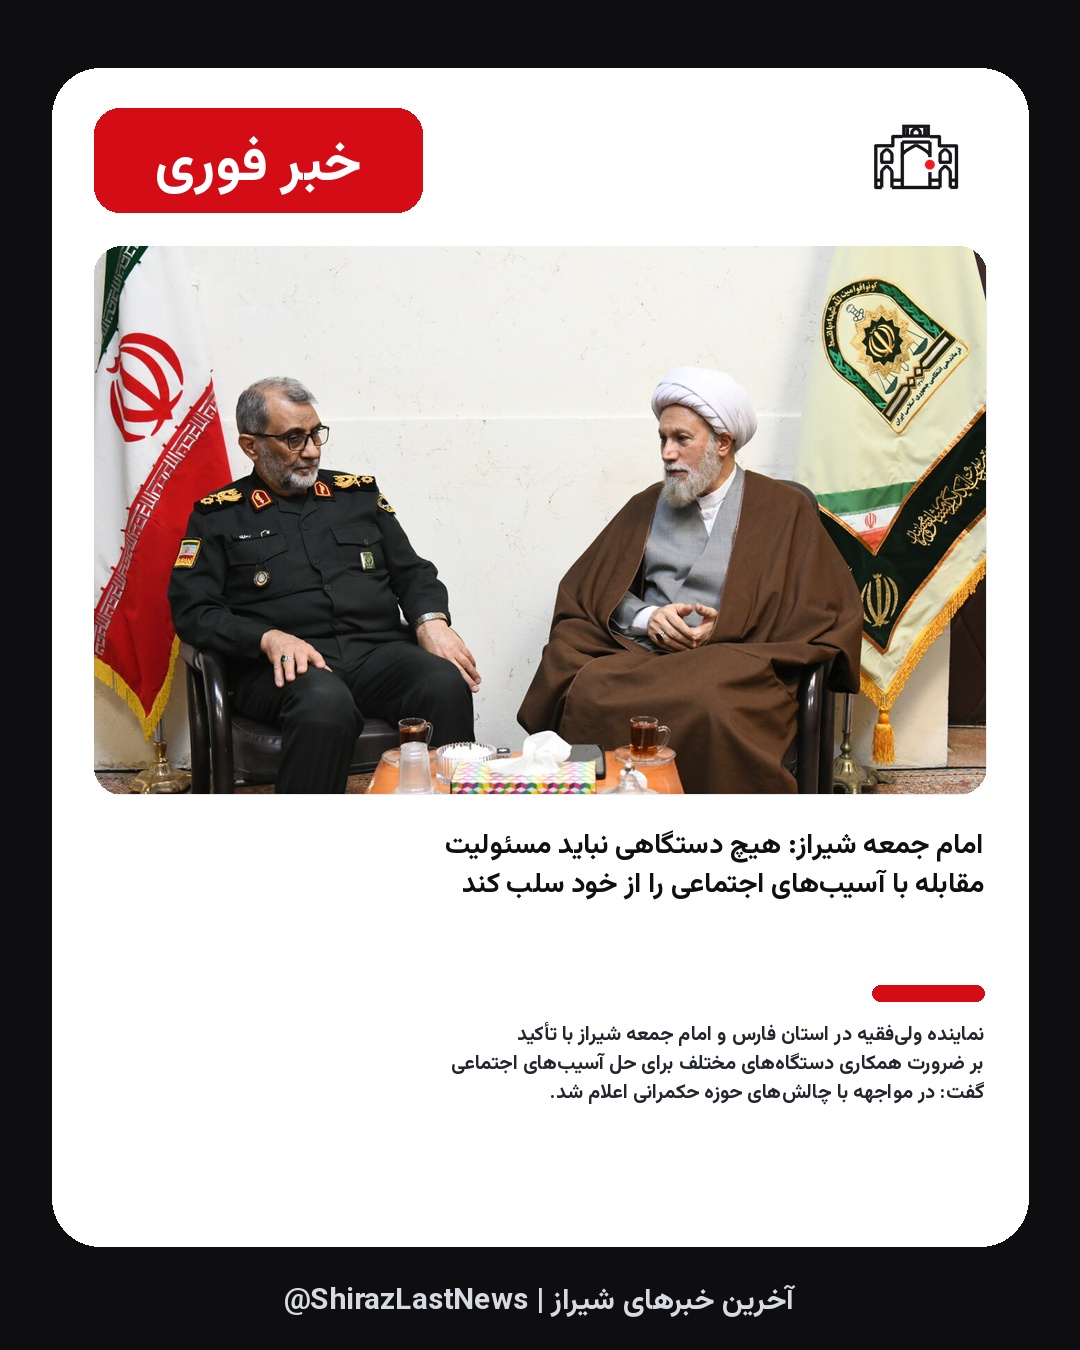 خبر فوری
امام جمعه شیراز: هیچ دستگاهی نباید مسئولیت
مقابله با آسیب‌های اجتماعی را از خود سلب کند
نماینده ولی‌فقیه در استان فارس و امام جمعه شیراز با تأکید
بر ضرورت همکاری دستگاه‌های مختلف برای حل آسیب‌های اجتماعی
گفت: در مواجهه با چالش‌های حوزه حکمرانی اعلام شد.
آخرین خبرهای شیراز | @ShirazLastNews